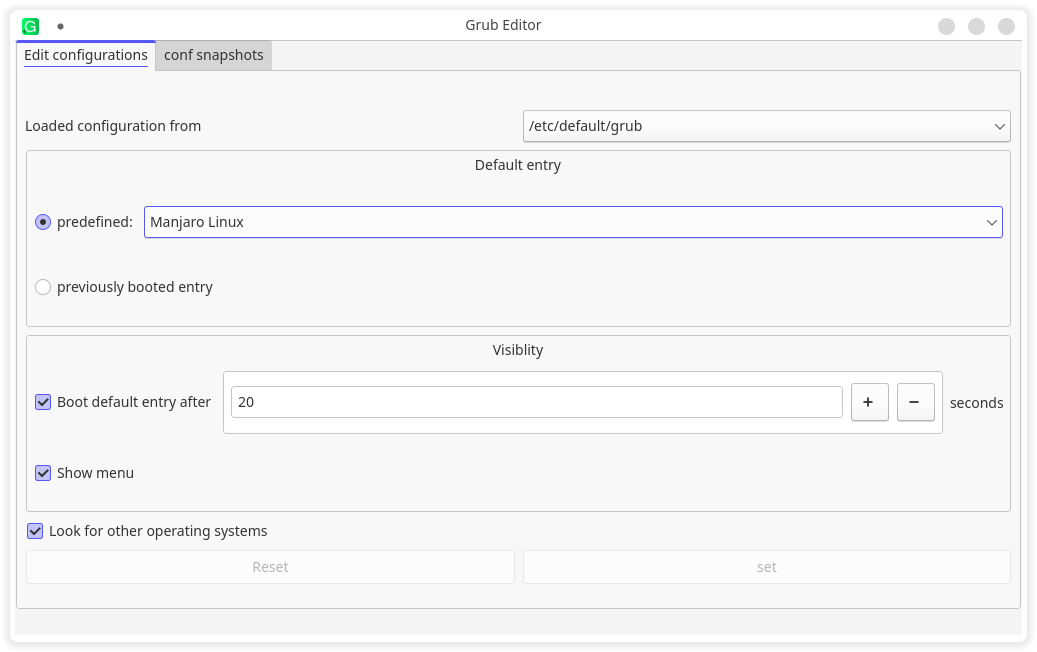 G
Grub Editor
Edit configurations
conf snapshots
Loaded configuration from
/etc/default/grub
Default entry
predefined:
Manjaro Linux
previously booted entry
Visiblity
Boot default entry after
20
+
−
seconds
Show menu
Look for other operating systems
Reset
set